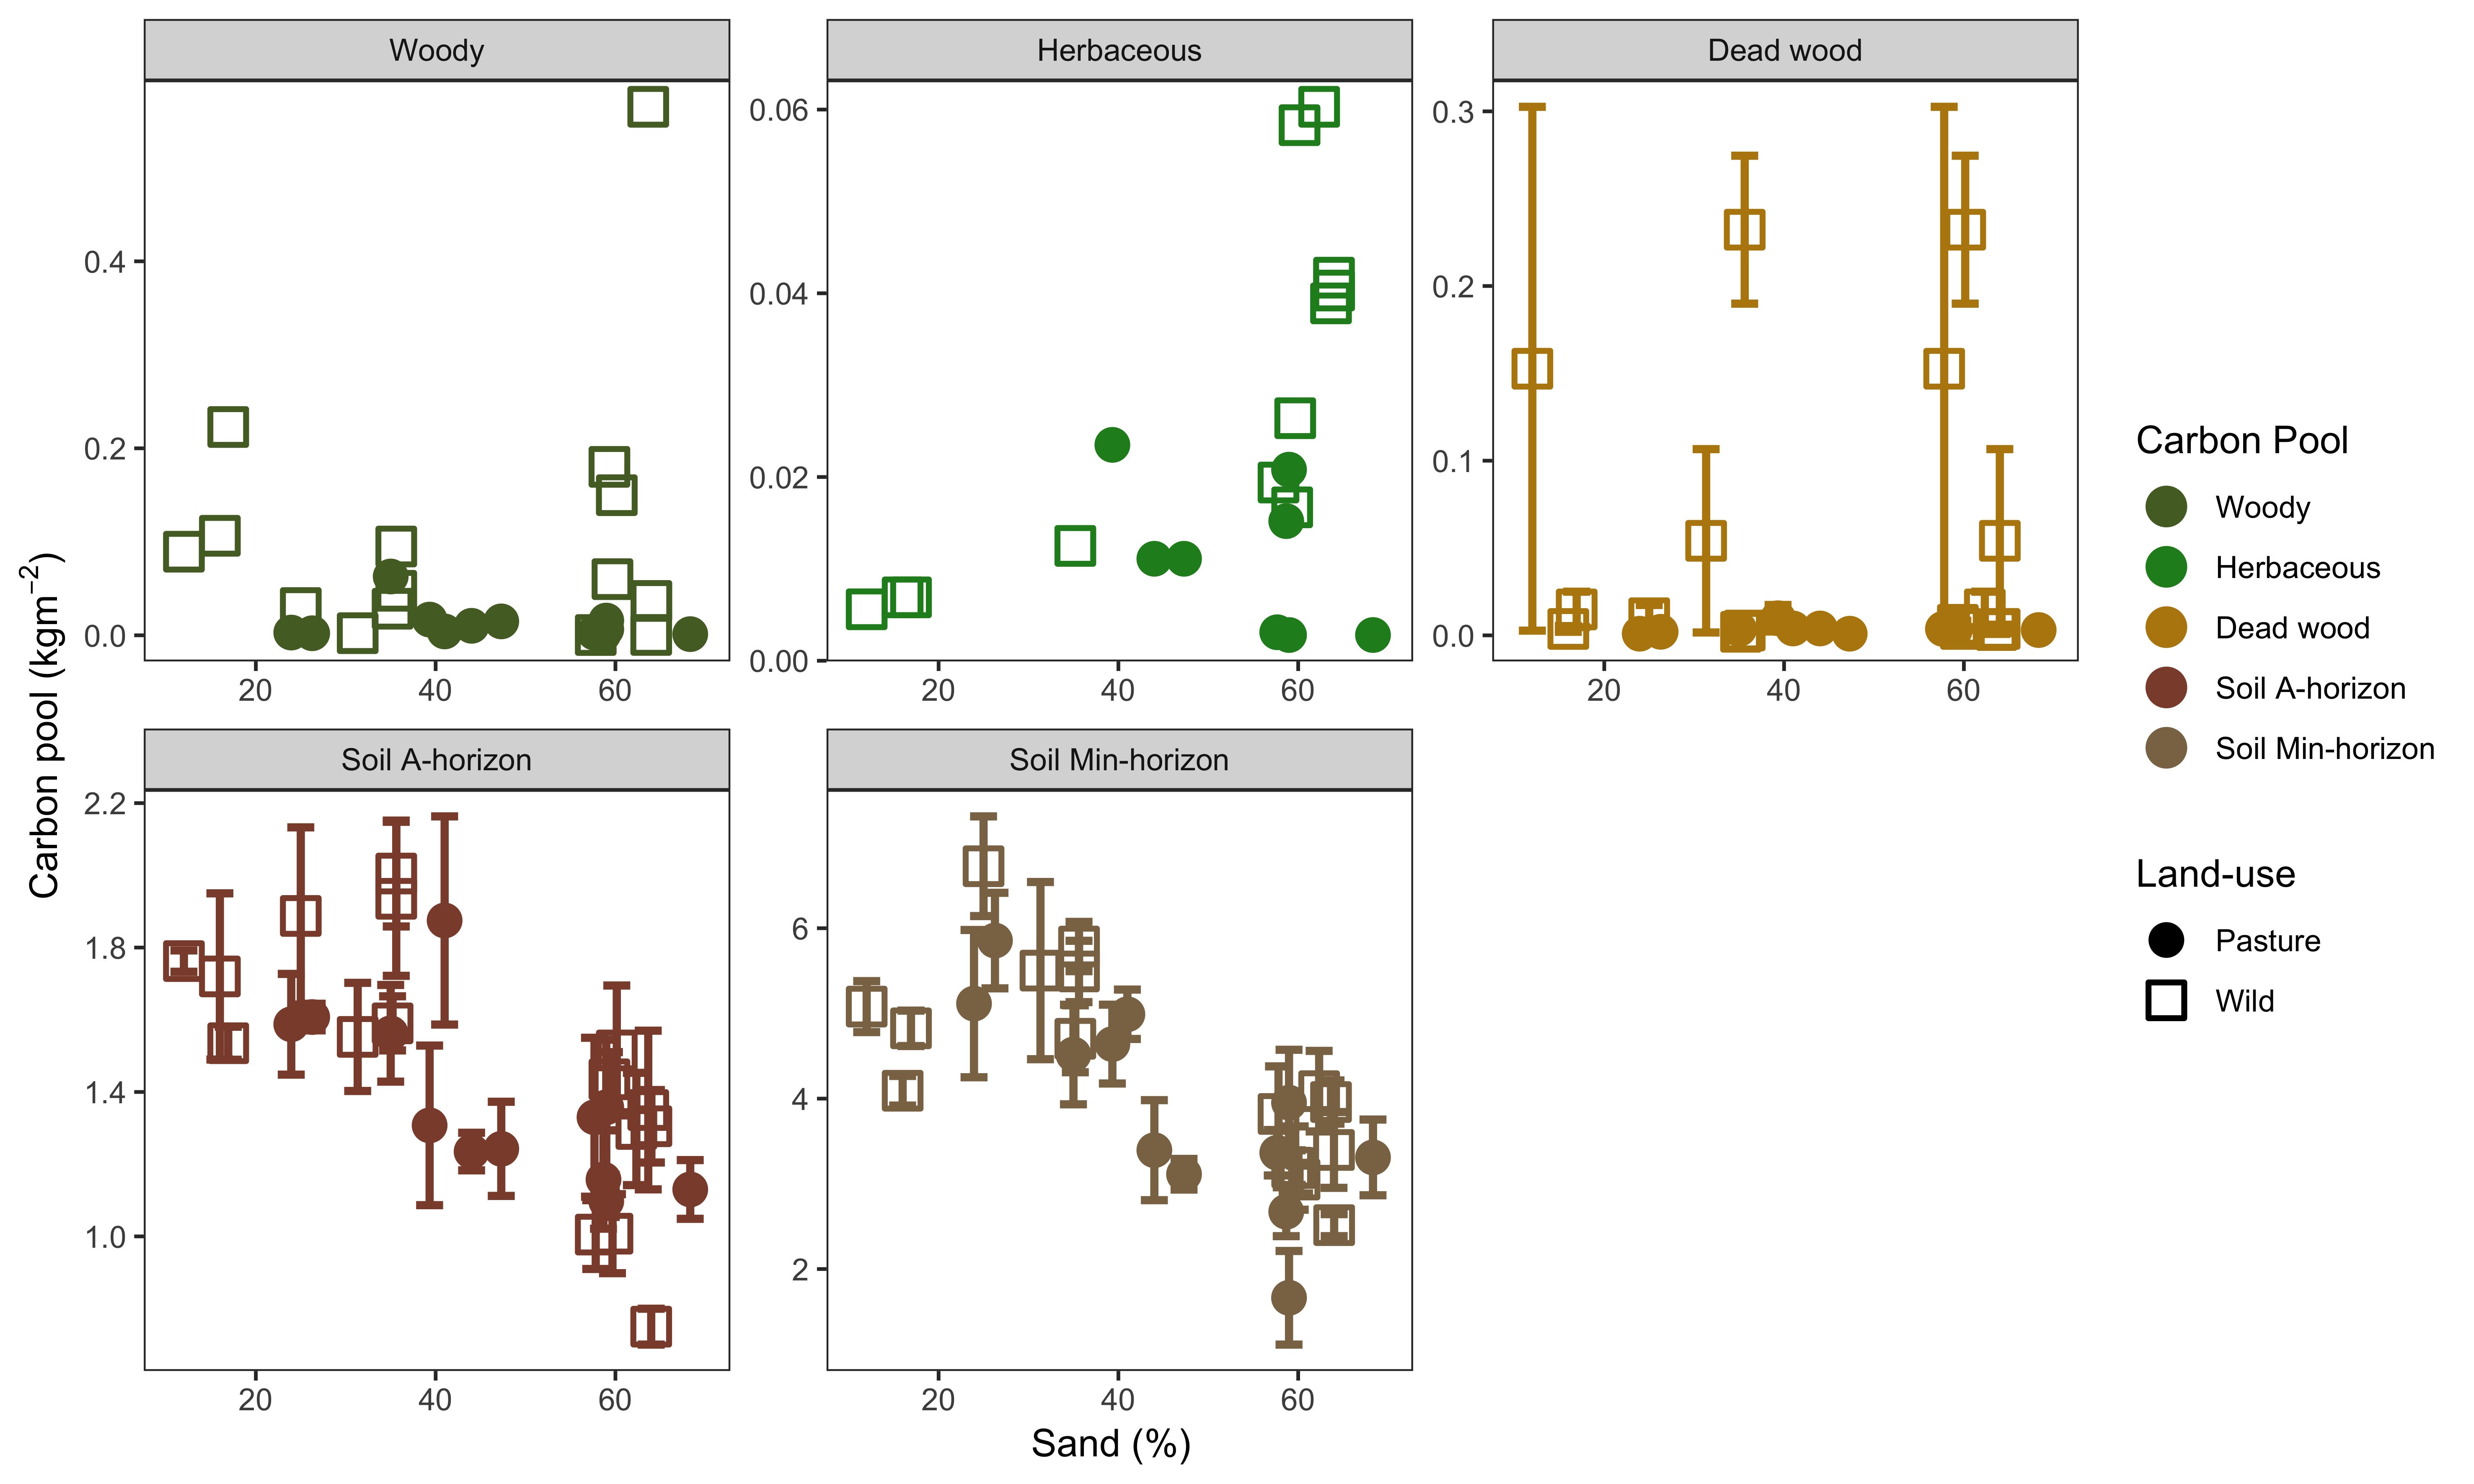 Woody
Herbaceous
Dead wood
0.4
0.2
0.0
0.06
0.04
0.02
0.00
0.3
0.2
0.1
0.0
20 40 60
20 40 60
20 40 60
Soil A-horizon
Soil Min-horizon
2.2
1.8
1.4
1.0
6
4
2
20 40 60
20 40 60
Carbon pool (kgm⁻²)
Sand (%)
Carbon Pool
Woody
Herbaceous
Dead wood
Soil A-horizon
Soil Min-horizon
Land-use
Pasture
Wild